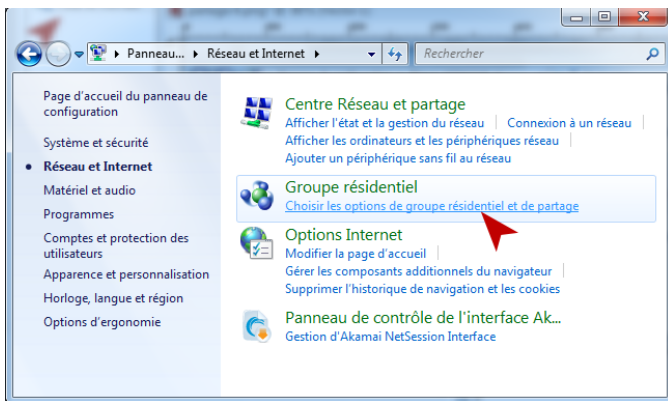 Panneau... Réseau et Internet
Rechercher
Page d'accueil du panneau de
configuration
Système et sécurité
Réseau et Internet
Matériel et audio
Programmes
Comptes et protection des
utilisateurs
Apparence et personnalisation
Horloge, langue et région
Options d'ergonomie
Centre Réseau et partage
Afficher l'état et la gestion du réseau Connexion à un réseau
Afficher les ordinateurs et les périphériques réseau
Ajouter un périphérique sans fil au réseau
Groupe résidentiel
Choisir les options de groupe résidentiel et de partage
Options Internet
Modifier la page d'accueil
Gérer les composants additionnels du navigateur
Supprimer l'historique de navigation et les cookies
Panneau de contrôle de l'interface Ak...
Gestion d'Akamai NetSession Interface